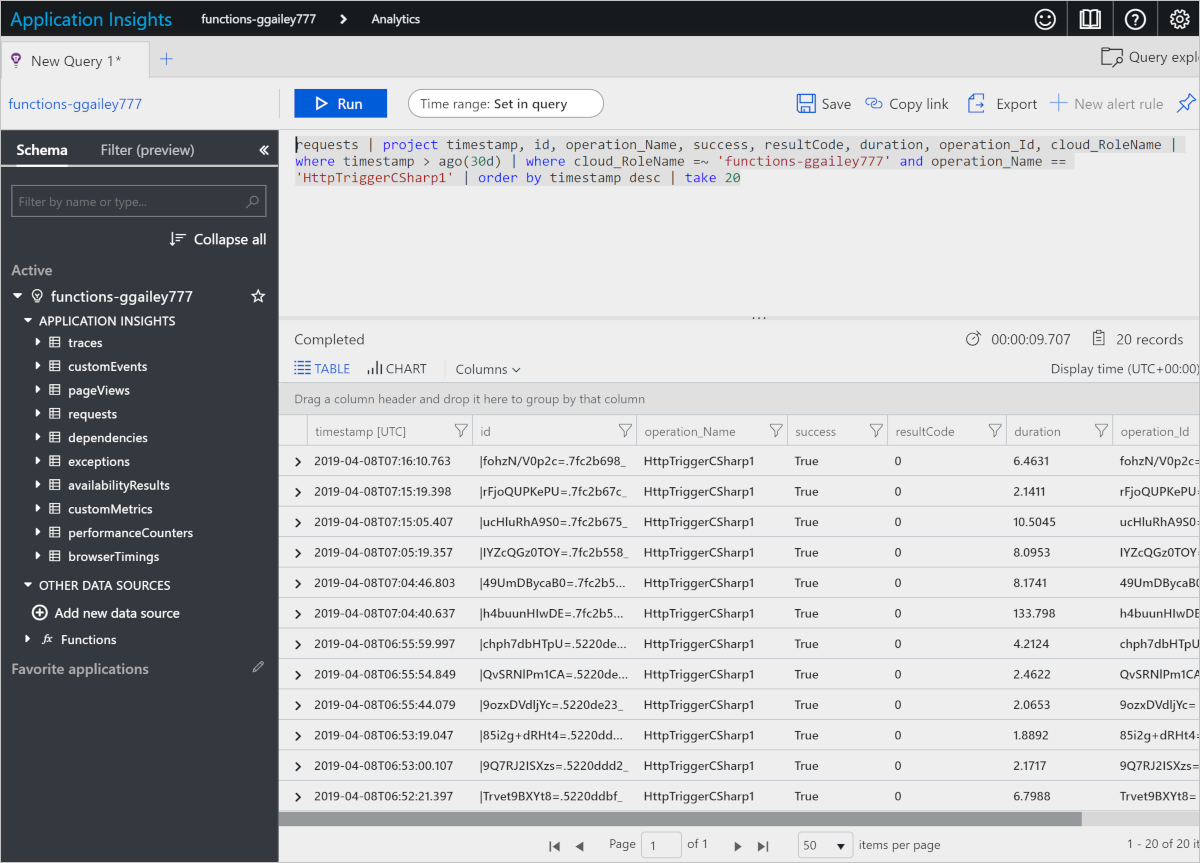 Application Insights functions-ggailey777 Analytics
New Query 1* Query expl
functions-ggailey777 Run Time range: Set in query Save Copy link Export New alert rule
Schema Filter (preview)
requests | project timestamp, id, operation_Name, success, resultCode, duration, operation_Id, cloud_RoleName |
where timestamp > ago(30d) | where cloud_RoleName =~ 'functions-ggailey777' and operation_Name ==
'HttpTriggerCSharp1' | order by timestamp desc | take 20
Filter by name or type...
Collapse all
Active
functions-ggailey777
APPLICATION INSIGHTS
traces
customEvents
pageViews
requests
dependencies
exceptions
availabilityResults
customMetrics
performanceCounters
browserTimings
OTHER DATA SOURCES
Add new data source
fx Functions
Favorite applications
Completed 00:00:09.707 20 records
TABLE CHART Columns Display time (UTC+00:00)
Drag a column header and drop it here to group by that column
timestamp [UTC] id operation_Name success resultCode duration operation_Id
2019-04-08T07:16:10.763 |fohzN/V0p2c=.7fc2b698_ HttpTriggerCSharp1 True 0 6.4631 fohzN/V0p2c=
2019-04-08T07:15:19.398 |rFjoQUPKePU=.7fc2b67c_ HttpTriggerCSharp1 True 0 2.1411 rFjoQUPKePU=
2019-04-08T07:15:05.407 |ucHluRhA9S0=.7fc2b675_ HttpTriggerCSharp1 True 0 10.5045 ucHluRhA9S0=
2019-04-08T07:05:19.357 |IYZcQGz0TOY=.7fc2b558_ HttpTriggerCSharp1 True 0 8.0953 IYZcQGz0TOY=
2019-04-08T07:04:46.803 |49UmDBycaB0=.7fc2b5... HttpTriggerCSharp1 True 0 8.1741 49UmDBycaB0
2019-04-08T07:04:40.637 |h4buunHIwDE=.7fc2b5... HttpTriggerCSharp1 True 0 133.798 h4buunHIwDE
2019-04-08T06:55:59.997 |chph7dbHTpU=.5220de... HttpTriggerCSharp1 True 0 4.2124 chph7dbHTpU
2019-04-08T06:55:54.849 |QvSRNlPm1CA=.5220de... HttpTriggerCSharp1 True 0 2.4622 QvSRNlPm1CA
2019-04-08T06:55:44.079 |9ozxDVdljYc=.5220de23_ HttpTriggerCSharp1 True 0 2.0653 9ozxDVdljYc=
2019-04-08T06:53:19.047 |85i2g+dRHt4=.5220dd... HttpTriggerCSharp1 True 0 1.8892 85i2g+dRHt4=
2019-04-08T06:53:00.107 |9Q7RJ2ISXzs=.5220ddd2_ HttpTriggerCSharp1 True 0 2.1717 9Q7RJ2ISXzs=
2019-04-08T06:52:21.397 |Trvet9BXYt8=.5220ddbf_ HttpTriggerCSharp1 True 0 6.7988 Trvet9BXYt8=
Page 1 of 1 50 items per page 1 - 20 of 20 it